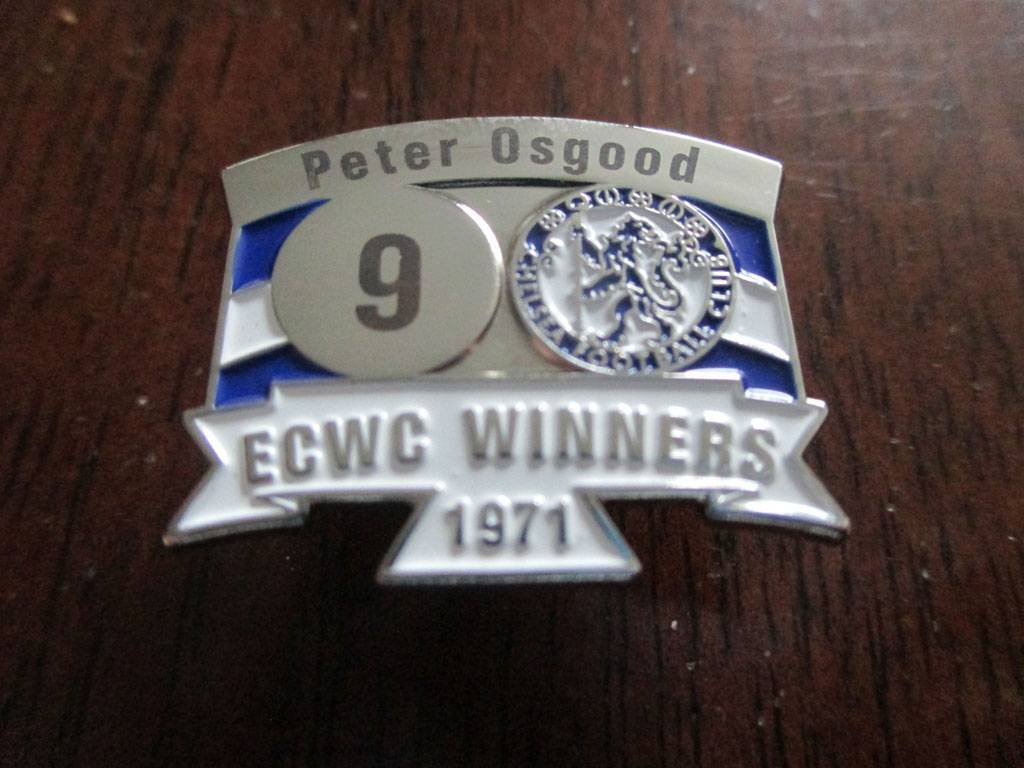 Peter Osgood
9
CHELSEA FOOTBALL CLUB
ECWC WINNERS
1971